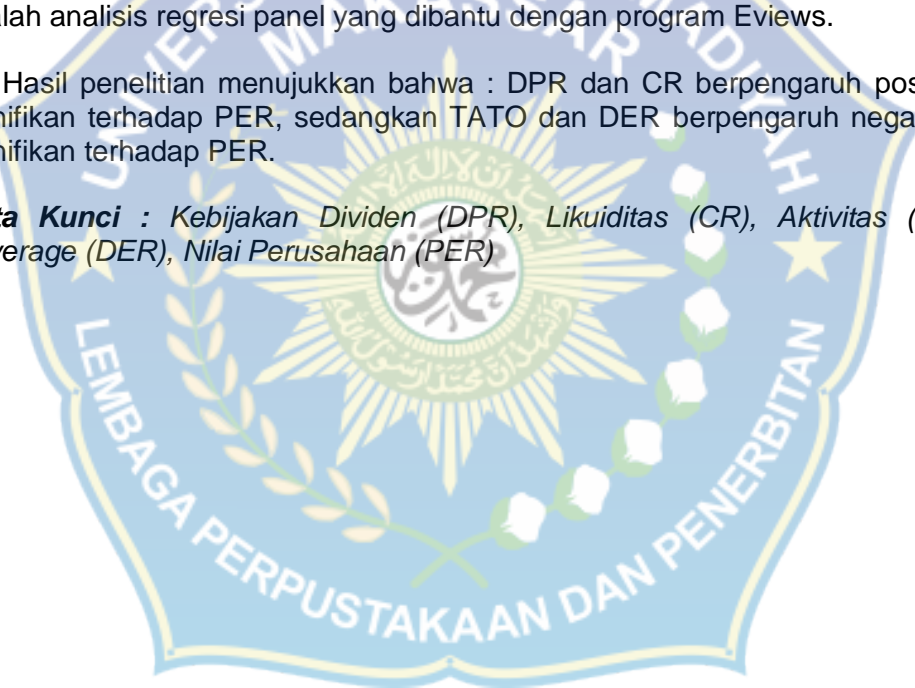 alah analisis regresi panel yang dibantu dengan program Eviews.
Hasil penelitian menujukkan bahwa : DPR dan CR berpengaruh pos
nifikan terhadap PER, sedangkan TATO dan DER berpengaruh nega
nifikan terhadap PER.
ta Kunci : Kebijakan Dividen (DPR), Likuiditas (CR), Aktivitas (
verage (DER), Nilai Perusahaan (PER)
LEMBAGA PERPUSTAKAAN DAN PENERBITAN